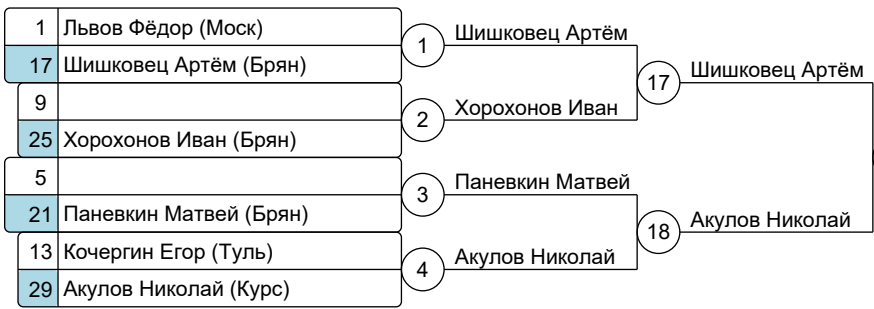 1 Львов Фёдор (Моск)
17 Шишковец Артём (Брян)
1 Шишковец Артём
9
25 Хорохонов Иван (Брян)
2 Хорохонов Иван
17 Шишковец Артём
5
21 Паневкин Матвей (Брян)
3 Паневкин Матвей
13 Кочергин Егор (Туль)
29 Акулов Николай (Курс)
4 Акулов Николай
18 Акулов Николай